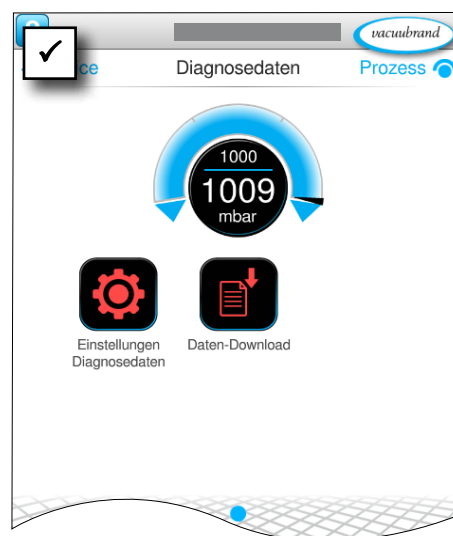 vacuubrand
ce
Diagnosedaten
Prozess
1000
1009
mbar
Einstellungen
Diagnosedaten
Daten-Download